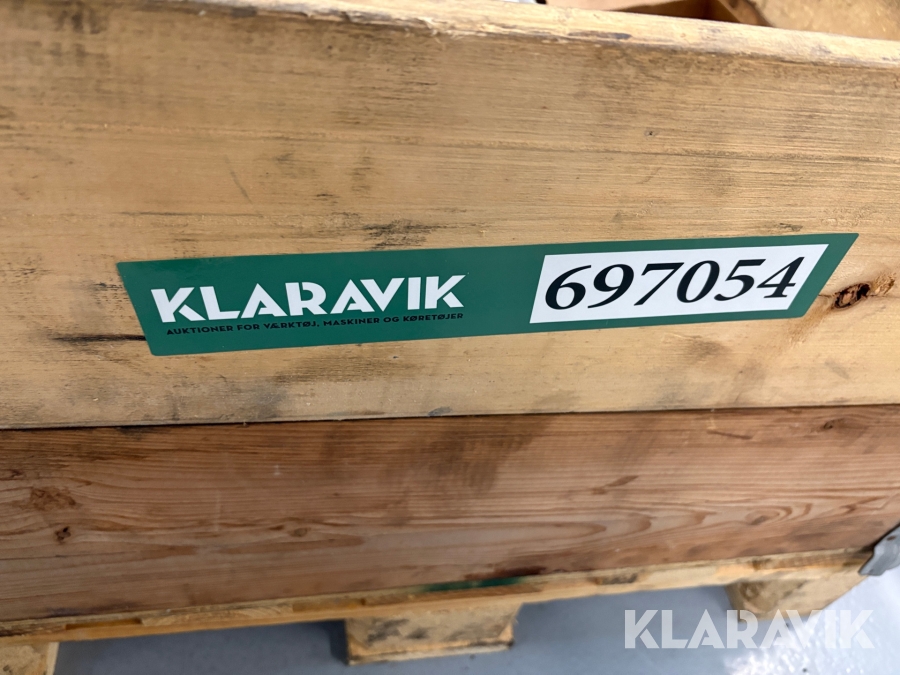 KLARAVIK
AUKTIONER FOR VÆRKTØJ, MASKINER OG KØRETØJER
697054
KLARAVIK